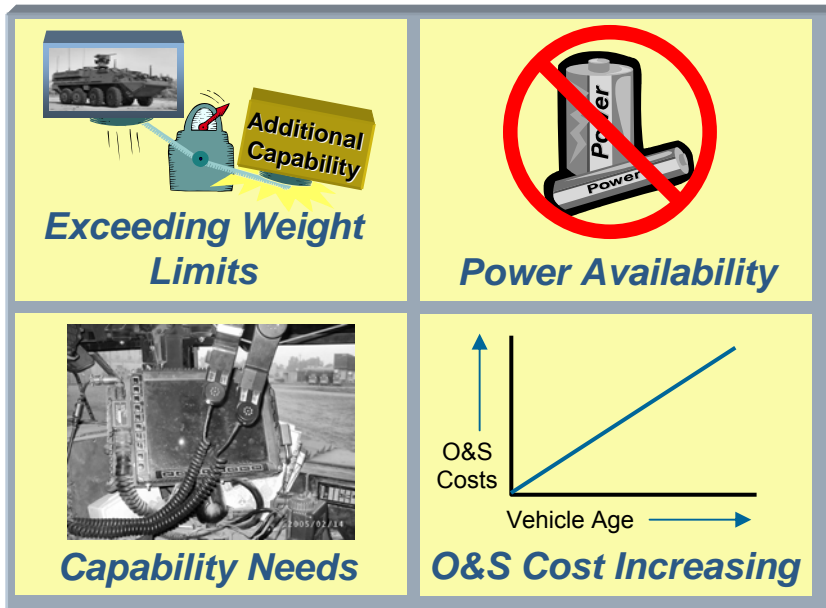 Additional
Capability
Exceeding Weight
Limits
Power
Power
Power Availability
2005/02/14
Capability Needs
O&S
Costs
Vehicle Age
O&S Cost Increasing